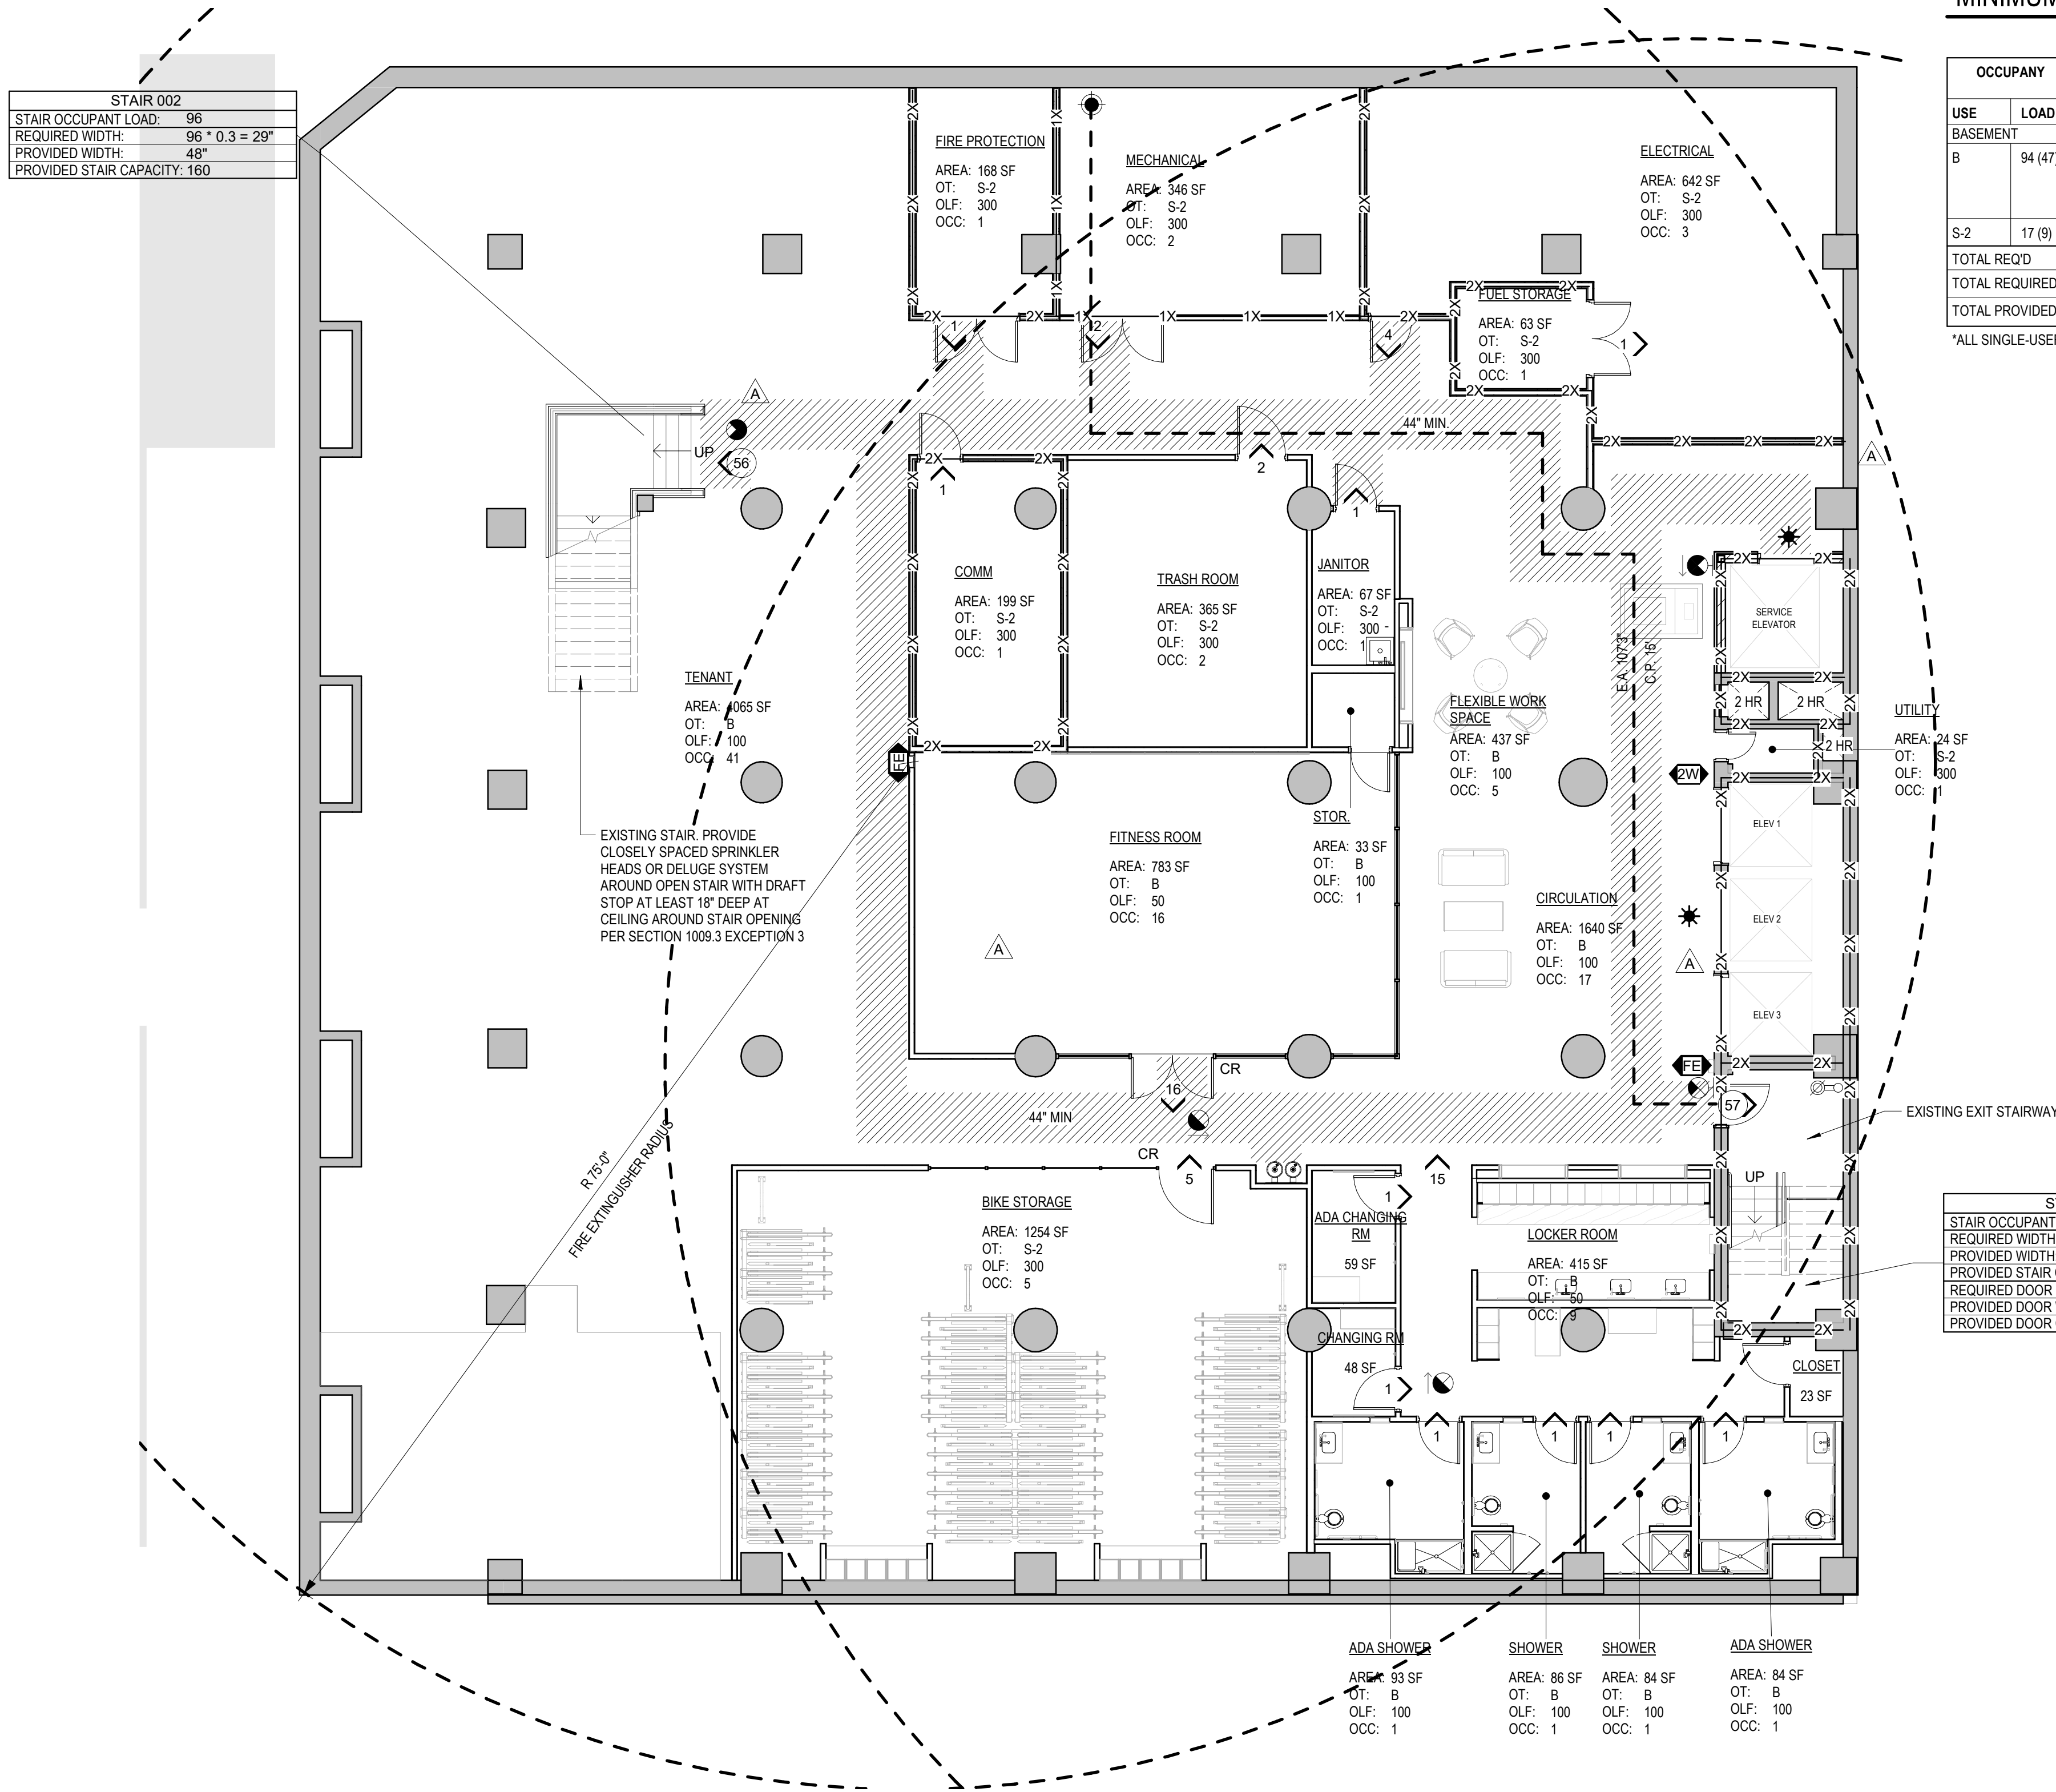 MINIMUM
STAIR 002
STAIR OCCUPANT LOAD: 96
REQUIRED WIDTH: 96 * 0.3 = 29"
PROVIDED WIDTH: 48"
PROVIDED STAIR CAPACITY: 160
OCCUPANY
USE LOAD
BASEMENT
B 94 (47)
S-2 17 (9)
TOTAL REQ'D
TOTAL REQUIRED
TOTAL PROVIDED
*ALL SINGLE-USER
FIRE PROTECTION
AREA: 168 SF
OT: S-2
OLF: 300
OCC: 1
MECHANICAL
AREA: 346 SF
OT: S-2
OLF: 300
OCC: 2
ELECTRICAL
AREA: 642 SF
OT: S-2
OLF: 300
OCC: 3
FUEL STORAGE
AREA: 63 SF
OT: S-2
OLF: 300
OCC: 1
1
2
4
1
A
44" MIN.
UP
56
1
2
1
A
COMM
AREA: 199 SF
OT: S-2
OLF: 300
OCC: 1
TRASH ROOM
AREA: 365 SF
OT: S-2
OLF: 300
OCC: 2
JANITOR
AREA: 67 SF
OT: S-2
OLF: 300
OCC: 1
SERVICE
ELEVATOR
E.A. 107'3"
C.P. 15'
2 HR
2 HR
2 HR
TENANT
AREA: 4065 SF
OT: B
OLF: 100
OCC: 41
FLEXIBLE WORK
SPACE
AREA: 437 SF
OT: B
OLF: 100
OCC: 5
UTILITY
AREA: 24 SF
OT: S-2
OLF: 300
OCC: 1
FE
2W
EXISTING STAIR. PROVIDE
CLOSELY SPACED SPRINKLER
HEADS OR DELUGE SYSTEM
AROUND OPEN STAIR WITH DRAFT
STOP AT LEAST 18" DEEP AT
CEILING AROUND STAIR OPENING
PER SECTION 1009.3 EXCEPTION 3
FITNESS ROOM
AREA: 783 SF
OT: B
OLF: 50
OCC: 16
A
STOR.
AREA: 33 SF
OT: B
OLF: 100
OCC: 1
CIRCULATION
AREA: 1640 SF
OT: B
OLF: 100
OCC: 17
A
ELEV 1
ELEV 2
ELEV 3
FE
CR
16
44" MIN
57
EXISTING EXIT STAIRWAY
R 75'-0"
FIRE EXTINGUISHER RADIUS
CR
5
15
UP
BIKE STORAGE
AREA: 1254 SF
OT: S-2
OLF: 300
OCC: 5
ADA CHANGING
RM
59 SF
1
LOCKER ROOM
AREA: 415 SF
OT: B
OLF: 50
OCC: 9
CHANGING RM
48 SF
1
CLOSET
23 SF
STAIR OCCUPANT
REQUIRED WIDTH
PROVIDED WIDTH
PROVIDED STAIR
REQUIRED DOOR
PROVIDED DOOR
PROVIDED DOOR
1
1
1
1
ADA SHOWER
AREA: 93 SF
OT: B
OLF: 100
OCC: 1
SHOWER
AREA: 86 SF
OT: B
OLF: 100
OCC: 1
SHOWER
AREA: 84 SF
OT: B
OLF: 100
OCC: 1
ADA SHOWER
AREA: 84 SF
OT: B
OLF: 100
OCC: 1